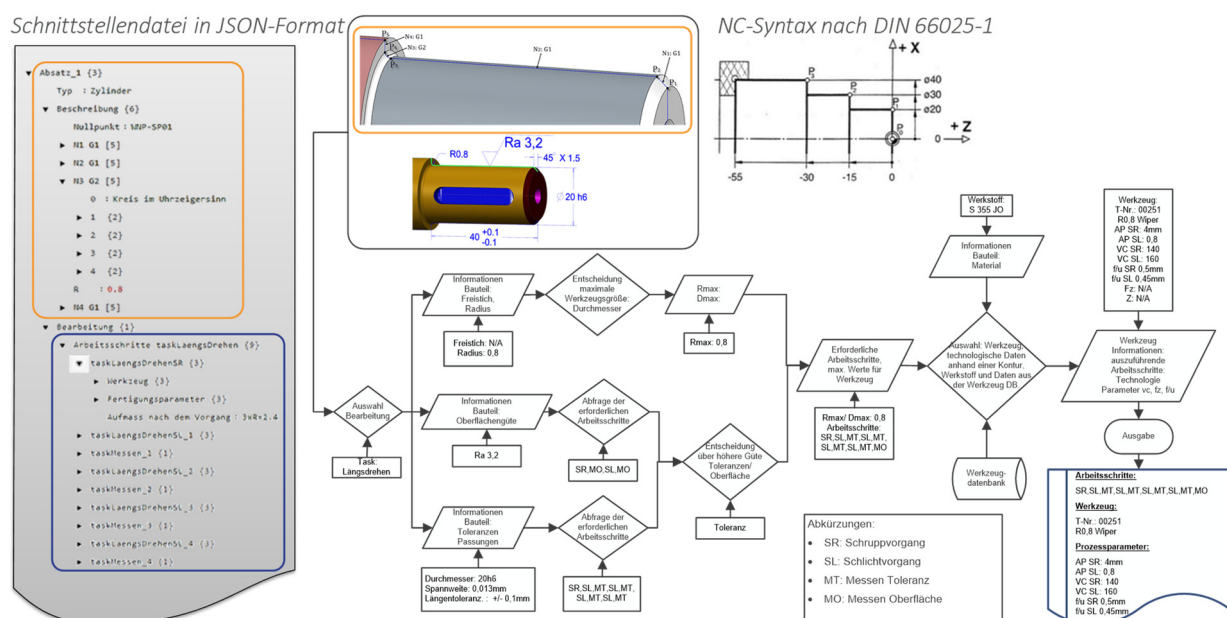 Schnittstellendatei in JSON-Format
Absatz_1 {3}
Typ : Zylinder
Beschreibung {6}
Nullpunkt : WNP-SP01
N1 G1 [5]
N2 G1 [5]
N3 G2 [5]
0 : Kreis im Uhrzeigersinn
1 {2}
2 {2}
3 {2}
4 {2}
R : 0.8
N4 G1 [5]
Bearbeitung {1}
Arbeitsschritte taskLaengsDrehen {9}
taskLaengsDrehenSR {3}
Werkzeug {3}
Fertigungsparameter {3}
Aufmass nach dem Vorgang : 3xR=2.4
taskLaengsDrehenSL_1 {3}
taskMessen_1 {1}
taskLaengsDrehenSL_2 {3}
taskMessen_2 {1}
taskLaengsDrehenSL_3 {3}
taskMessen_3 {1}
taskLaengsDrehenSL_4 {3}
taskMessen_4 {1}
P5
N4: G1
N3: G2
P4
P3
N2: G1
N1: G1
P2
P1
Ra 3,2
R0.8
45° X 1.5
∅ 20 h6
40 +0.1
-0.1
NC-Syntax nach DIN 66025-1
+ X
P3
P2
P1
P0
ø40
ø30
ø20
0
+ Z
-55
-30
-15
0
Auswahl
Bearbeitung
Task:
Längsdrehen
Informationen
Bauteil:
Freistich,
Radius
Freistich: N/A
Radius: 0,8
Entscheidung
maximale
Werkzeugsgröße:
Durchmesser
Rmax:
Dmax:
Rmax: 0,8
Informationen
Bauteil:
Oberflächengüte
Ra 3,2
Abfrage der
erforderlichen
Arbeitsschritte
SR,MO,SL,MO
Informationen
Bauteil:
Toleranzen
Passungen
Durchmesser: 20h6
Spannweite: 0,013mm
Längentoleranz. : +/- 0,1mm
Abfrage der
erforderlichen
Arbeitsschritte
SR,SL,MT,SL,MT,
SL,MT,SL,MT
Entscheidung
über höhere Güte
Toleranzen/
Oberfläche
Toleranz
Erforderliche
Arbeitsschritte,
max. Werte für
Werkzeug
Rmax/ Dmax: 0,8
Arbeitsschritte:
SR,SL,MT,SL,MT,
SL,MT,SL,MT,MO
Werkstoff:
S 355 JO
Informationen
Bauteil:
Material
Auswahl: Werkzeug,
technologische Daten
anhand einer Kontur,
Werkstoff und Daten aus
der Werkzeug DB.
Werkzeug-
datenbank
Werkzeug:
T-Nr.: 00251
R0,8 Wiper
AP SR: 4mm
AP SL: 0,8
VC SR: 140
VC SL: 160
f/u SR 0,5mm
f/u SL 0,45mm
Fz: N/A
Z: N/A
Werkzeug
Informationen:
auszuführende
Arbeitsschritte:
Technologie
Parameter vc, fz, f/u
Ausgabe
Arbeitsschritte:
SR,SL,MT,SL,MT,SL,MT,SL,MT,MO
Werkzeug:
T-Nr.: 00251
R0,8 Wiper
Prozessparameter:
AP SR: 4mm
AP SL: 0,8
VC SR: 140
VC SL: 160
f/u SR 0,5mm
f/u SL 0,45mm
Abkürzungen:
• SR: Schruppvorgang
• SL: Schlichtvorgang
• MT: Messen Toleranz
• MO: Messen Oberfläche